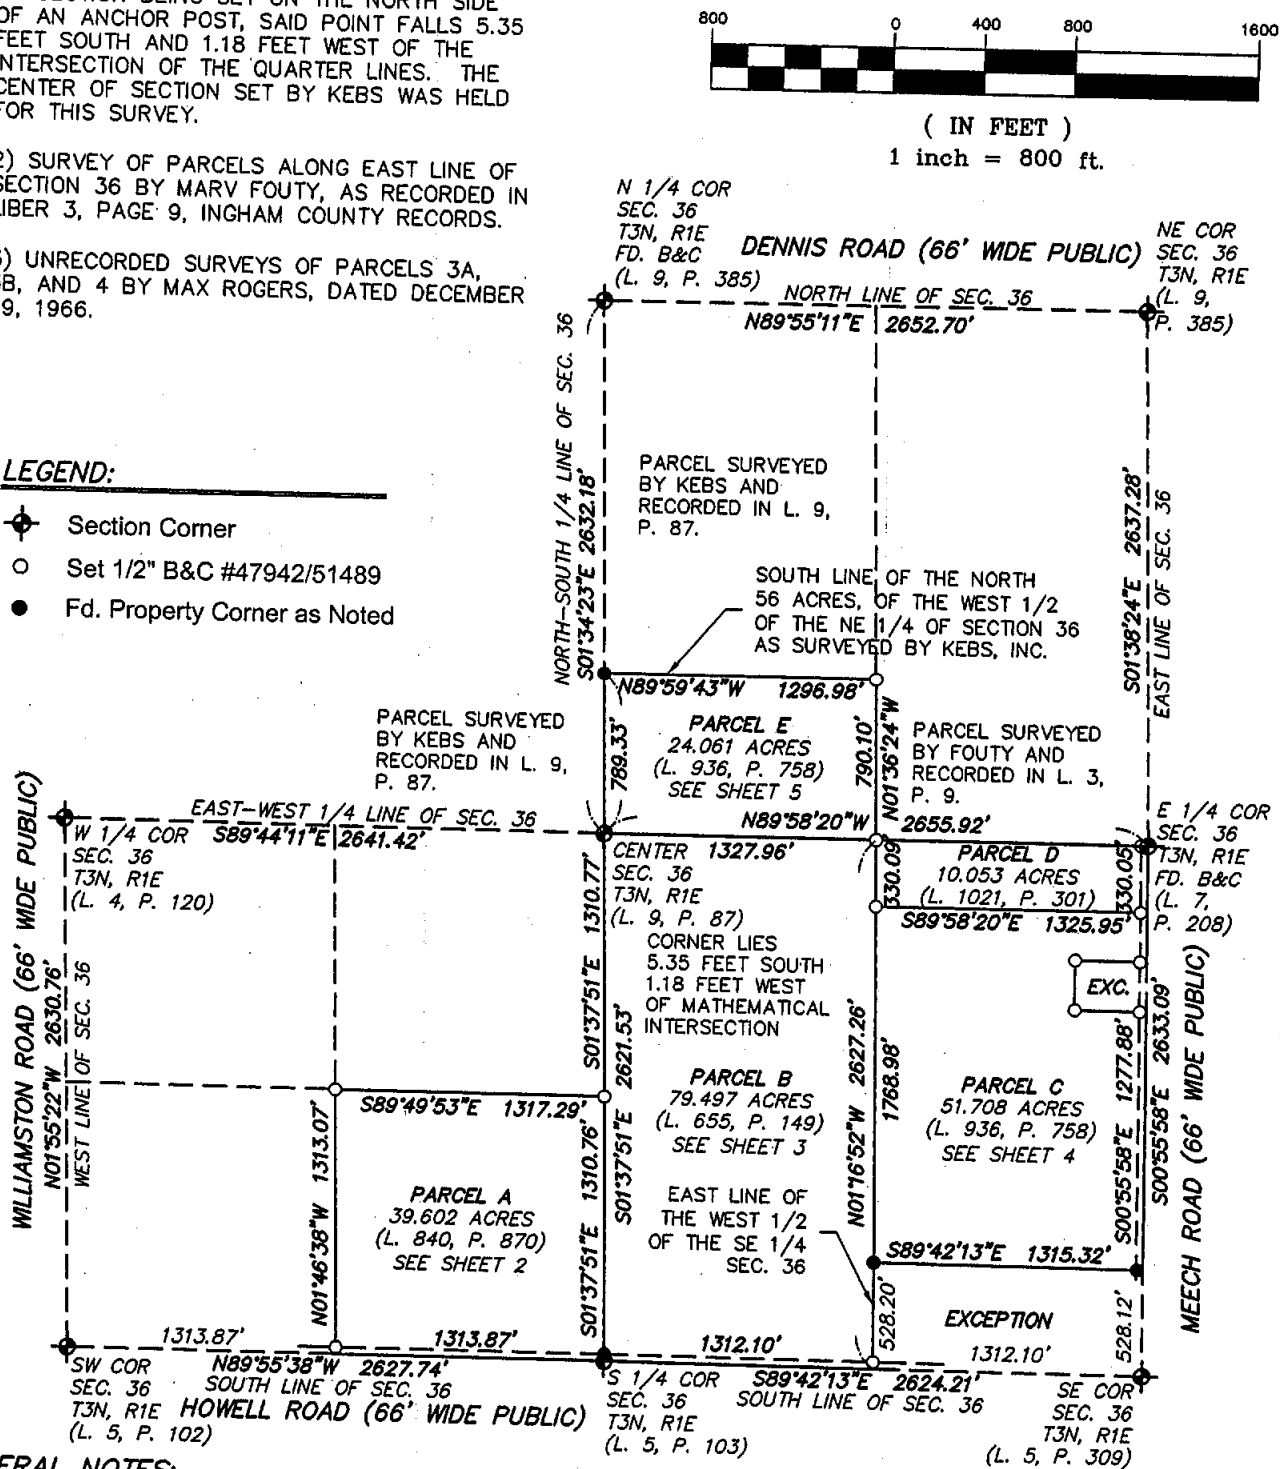 OF AN ANCHOR POST, SAID POINT FALLS 5.35
FEET SOUTH AND 1.18 FEET WEST OF THE
INTERSECTION OF THE QUARTER LINES. THE
CENTER OF SECTION SET BY KEBS WAS HELD
FOR THIS SURVEY.
2) SURVEY OF PARCELS ALONG EAST LINE OF
SECTION 36 BY MARV FOUTY, AS RECORDED IN
LIBER 3, PAGE 9, INGHAM COUNTY RECORDS.
3) UNRECORDED SURVEYS OF PARCELS 3A,
3B, AND 4 BY MAX ROGERS, DATED DECEMBER
9, 1966.
800 0 400 800 1600
( IN FEET )
1 inch = 800 ft.
LEGEND:
Section Corner
Set 1/2" B&C #47942/51489
Fd. Property Corner as Noted
N 1/4 COR
SEC. 36
T3N, R1E
FD. B&C
(L. 9, P. 385)
DENNIS ROAD (66' WIDE PUBLIC)
NE COR
SEC. 36
T3N, R1E
(L. 9,
P. 385)
NORTH LINE OF SEC. 36
N89°55'11"E 2652.70'
NORTH-SOUTH 1/4 LINE OF SEC. 36
S01°34'23"E 2632.18'
PARCEL SURVEYED
BY KEBS AND
RECORDED IN L. 9,
P. 87.
S01°38'24"E 2637.28'
EAST LINE OF SEC. 36
SOUTH LINE OF THE NORTH
56 ACRES, OF THE WEST 1/2
OF THE NE 1/4 OF SECTION 36
AS SURVEYED BY KEBS, INC.
N89°59'43"W 1296.98'
PARCEL SURVEYED
BY KEBS AND
RECORDED IN L. 9,
P. 87.
789.33'
PARCEL E
24.061 ACRES
(L. 936, P. 758)
SEE SHEET 5
790.10'
N01°36'24"W
PARCEL SURVEYED
BY FOUTY AND
RECORDED IN L. 3,
P. 9.
WILLIAMSTON ROAD (66' WIDE PUBLIC)
EAST-WEST 1/4 LINE OF SEC. 36
S89°44'11"E 2641.42'
W 1/4 COR
SEC. 36
T3N, R1E
(L. 4, P. 120)
N89°58'20"W 2655.92'
E 1/4 COR
SEC. 36
T3N, R1E
FD. B&C
(L. 7,
P. 208)
CENTER 1327.96'
SEC. 36
T3N, R1E
(L. 9, P. 87)
CORNER LIES
5.35 FEET SOUTH
1.18 FEET WEST
OF MATHEMATICAL
INTERSECTION
330.09'
PARCEL D
10.053 ACRES
(L. 1021, P. 301)
330.05'
S89°58'20"E 1325.95'
EXC.
N01°55'22"W 2630.76'
WEST LINE OF SEC. 36
S01°37'51"E 1310.77'
S01°37'51"E 2621.53'
N01°16'52"W 2627.26'
1768.98'
S00°55'58"E 1277.88'
S00°55'58"E 2633.09'
MEECH ROAD (66' WIDE PUBLIC)
S89°49'53"E 1317.29'
PARCEL B
79.497 ACRES
(L. 655, P. 149)
SEE SHEET 3
PARCEL C
51.708 ACRES
(L. 936, P. 758)
SEE SHEET 4
N01°46'38"W 1313.07'
PARCEL A
39.602 ACRES
(L. 840, P. 870)
SEE SHEET 2
S01°37'51"E 1310.76'
EAST LINE OF
THE WEST 1/2
OF THE SE 1/4
SEC. 36
S89°42'13"E 1315.32'
528.20'
EXCEPTION
528.12'
1313.87' 1313.87' 1312.10' 1312.10'
SW COR
SEC. 36
T3N, R1E
(L. 5, P. 102)
N89°55'38"W 2627.74'
SOUTH LINE OF SEC. 36
HOWELL ROAD (66' WIDE PUBLIC)
S 1/4 COR
SEC. 36
T3N, R1E
(L. 5, P. 103)
S89°42'13"E 2624.21'
SOUTH LINE OF SEC. 36
SE COR
SEC. 36
T3N, R1E
(L. 5, P. 309)
ERAL NOTES: